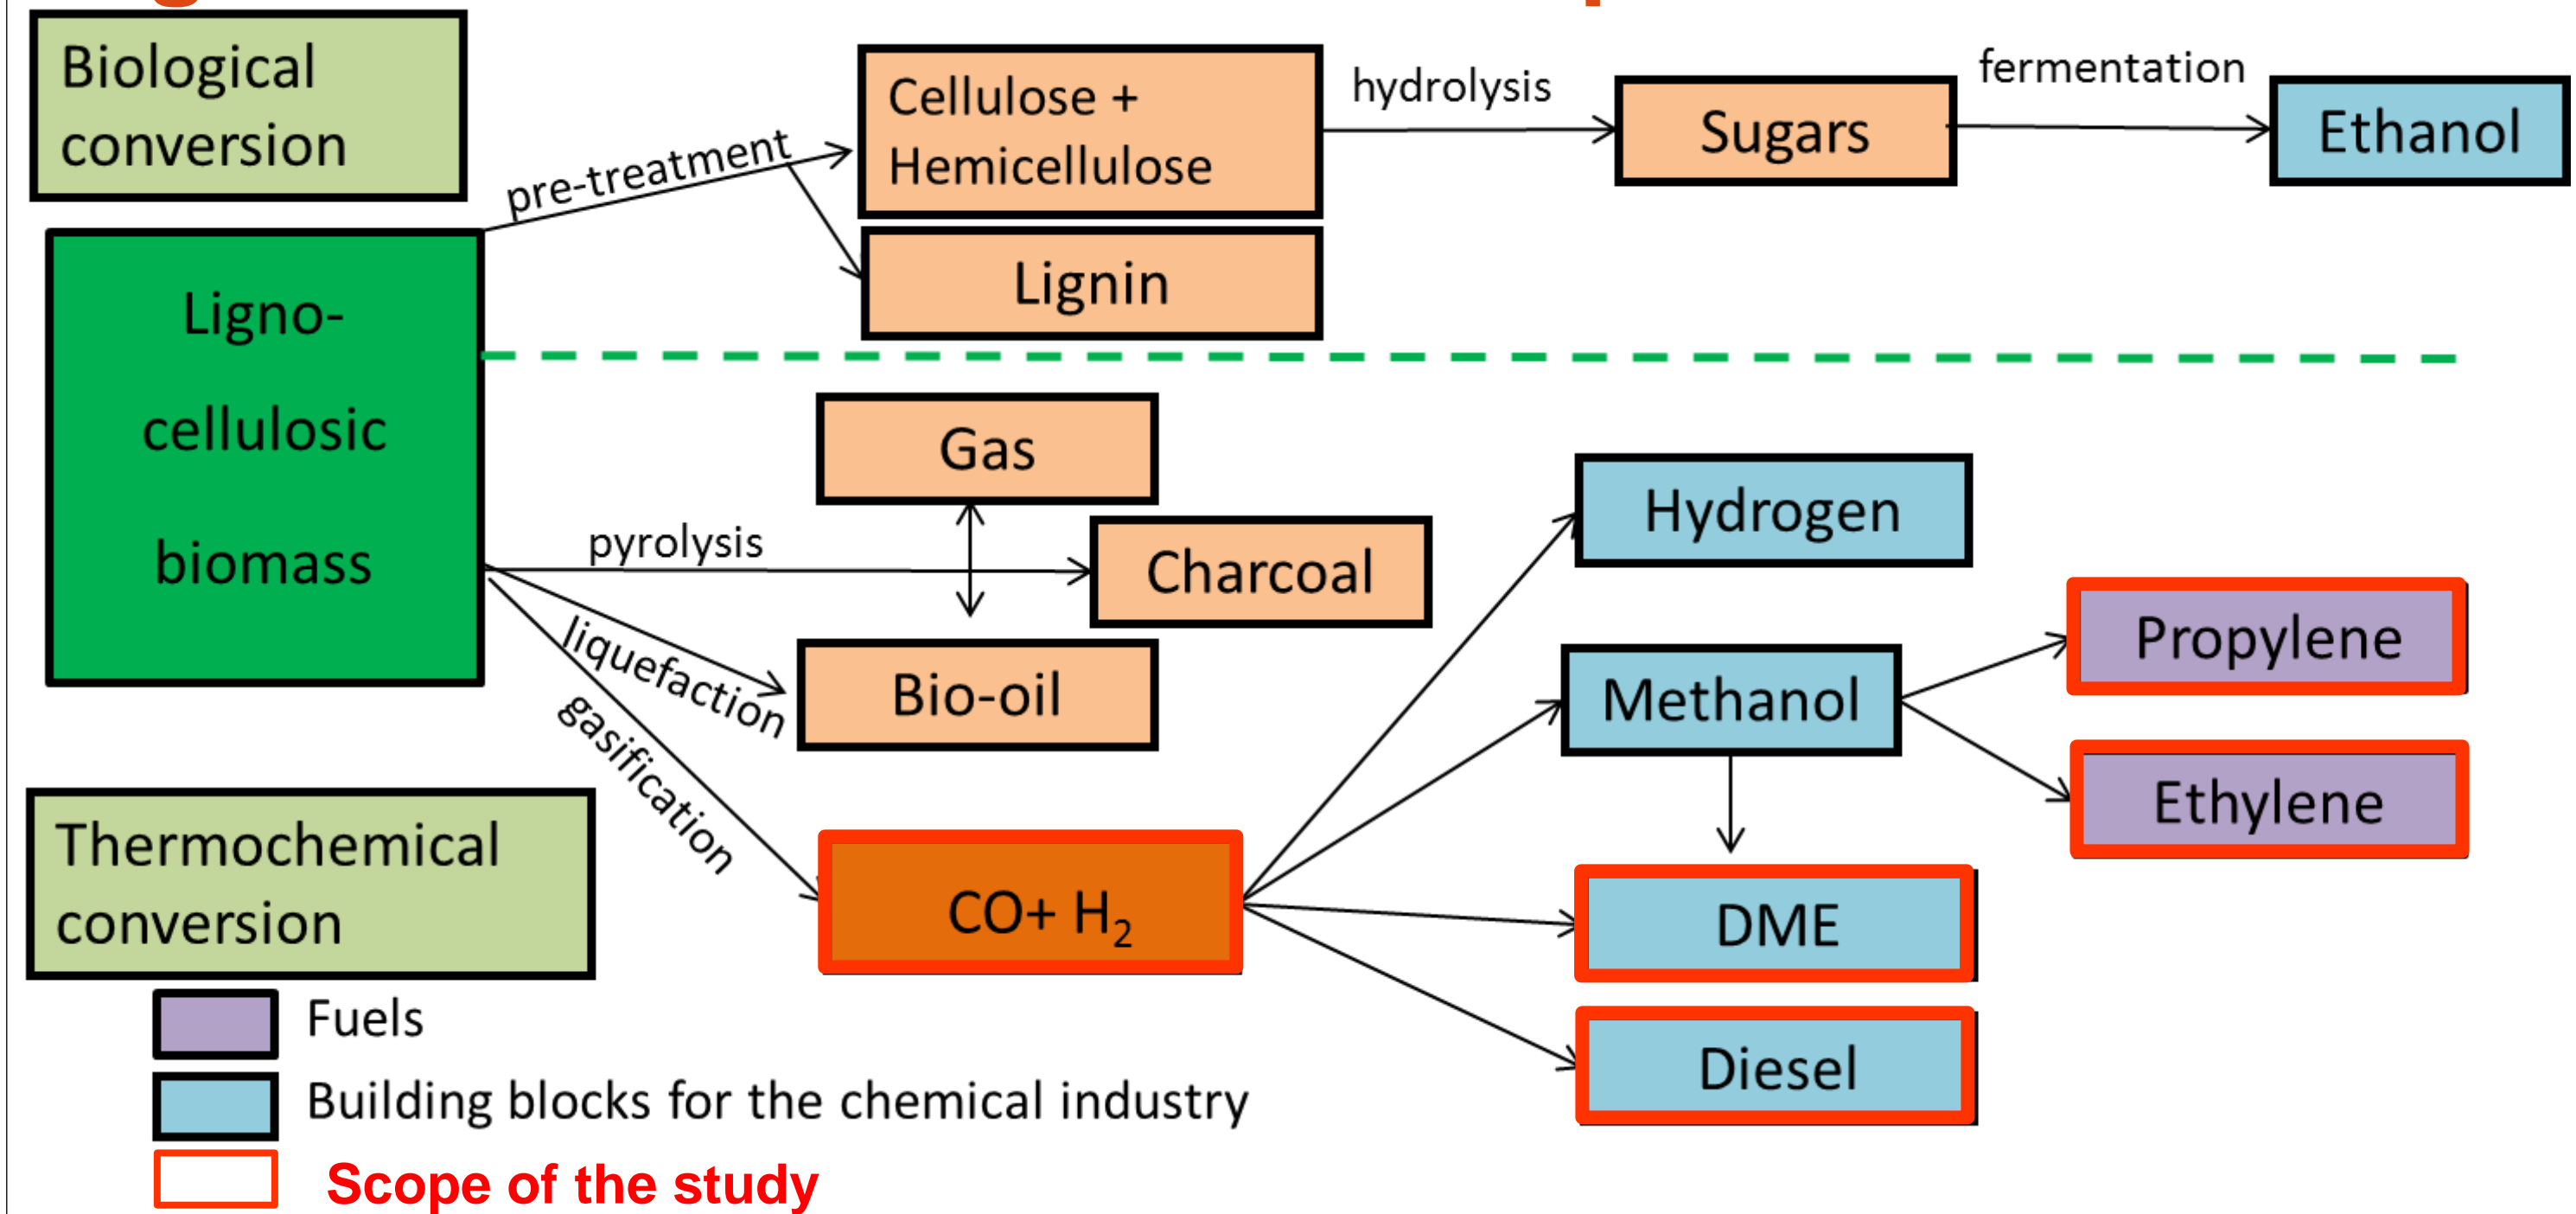 Biological
conversion
Cellulose +
Hemicellulose
hydrolysis
Sugars
fermentation
Ethanol
pre-treatment
Lignin
Ligno-
cellulosic
biomass
Gas
pyrolysis
Charcoal
liquefaction
Bio-oil
gasification
Hydrogen
Methanol
Propylene
Ethylene
Thermochemical
conversion
CO+ H₂
DME
Diesel
Fuels
Building blocks for the chemical industry
Scope of the study